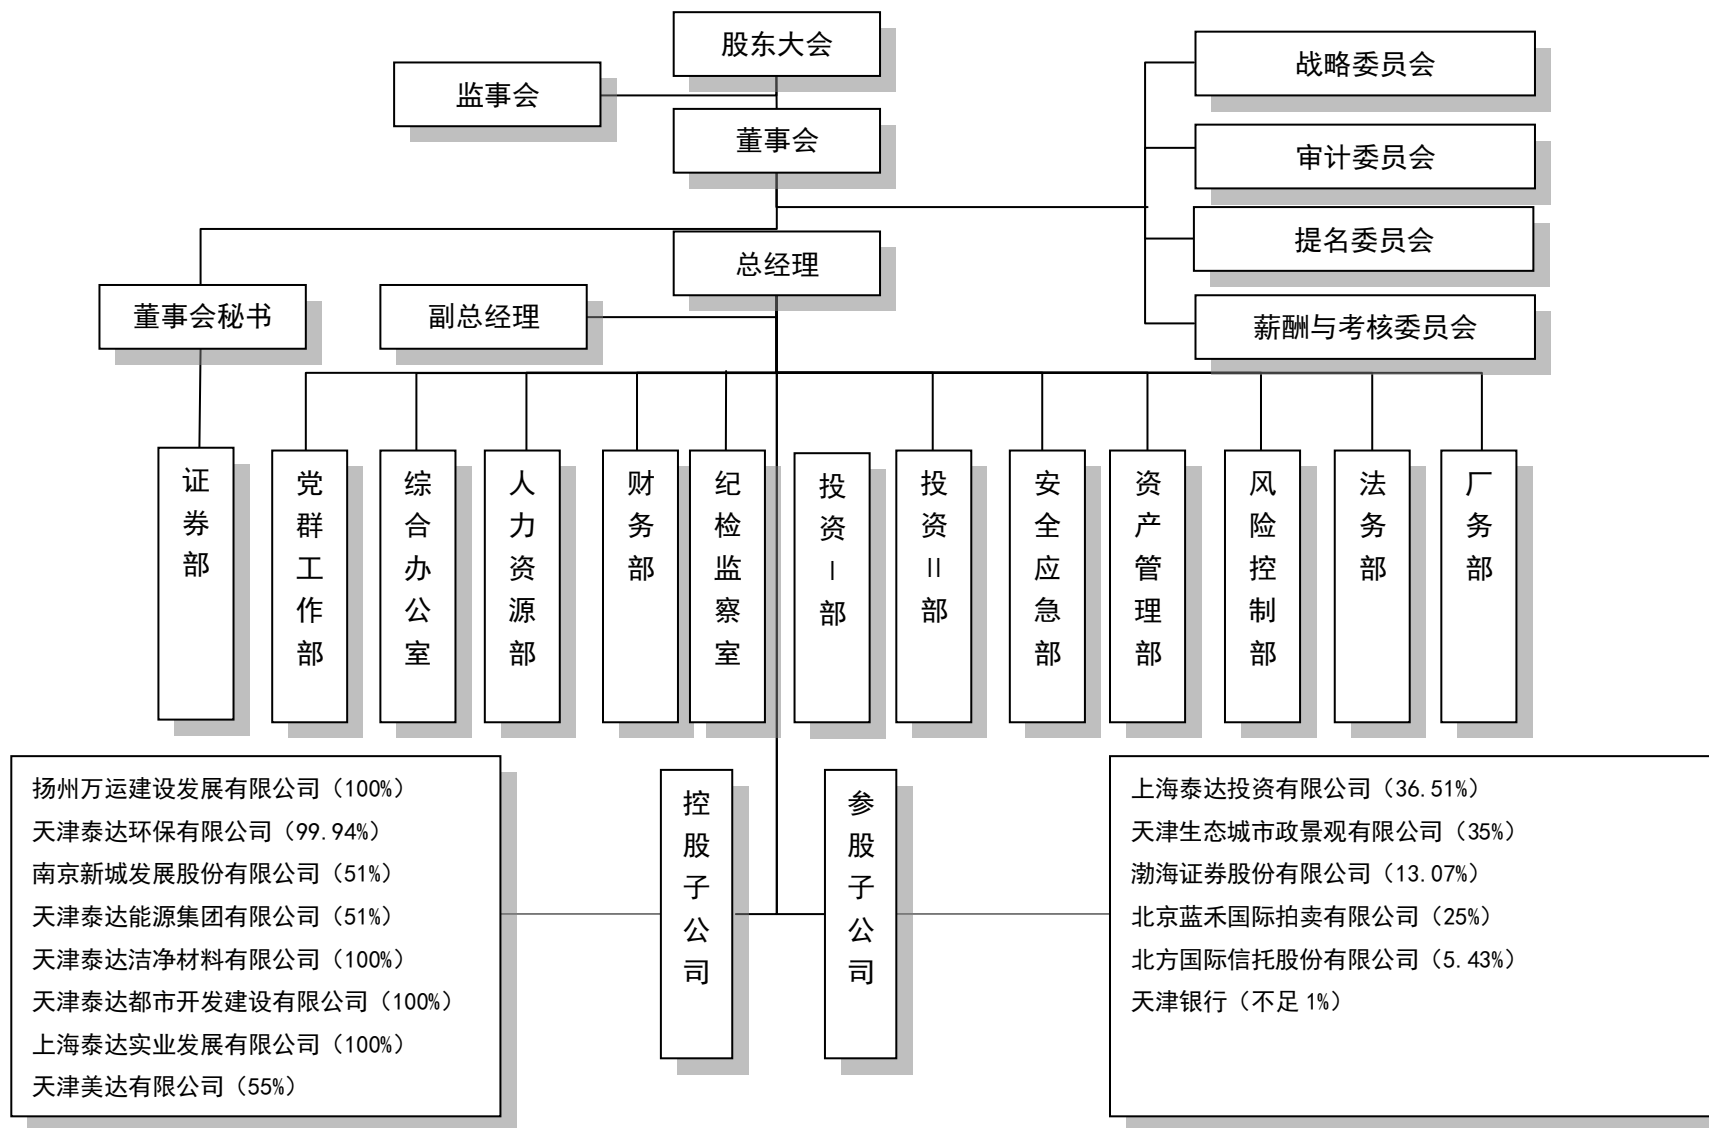 股东大会
监事会
董事会
战略委员会
审计委员会
提名委员会
薪酬与考核委员会
总经理
董事会秘书
副总经理
证券部
党群工作部
综合办公室
人力资源部
财务部
纪检监察室
投资Ⅰ部
投资Ⅱ部
安全应急部
资产管理部
风险控制部
法务部
厂务部
扬州万运建设发展有限公司（100%）
天津泰达环保有限公司（99.94%）
南京新城发展股份有限公司（51%）
天津泰达能源集团有限公司（51%）
天津泰达洁净材料有限公司（100%）
天津泰达都市开发建设有限公司（100%）
上海泰达实业发展有限公司（100%）
天津美达有限公司（55%）
控股子公司
参股子公司
上海泰达投资有限公司（36.51%）
天津生态城市政景观有限公司（35%）
渤海证券股份有限公司（13.07%）
北京蓝禾国际拍卖有限公司（25%）
北方国际信托股份有限公司（5.43%）
天津银行（不足 1%）